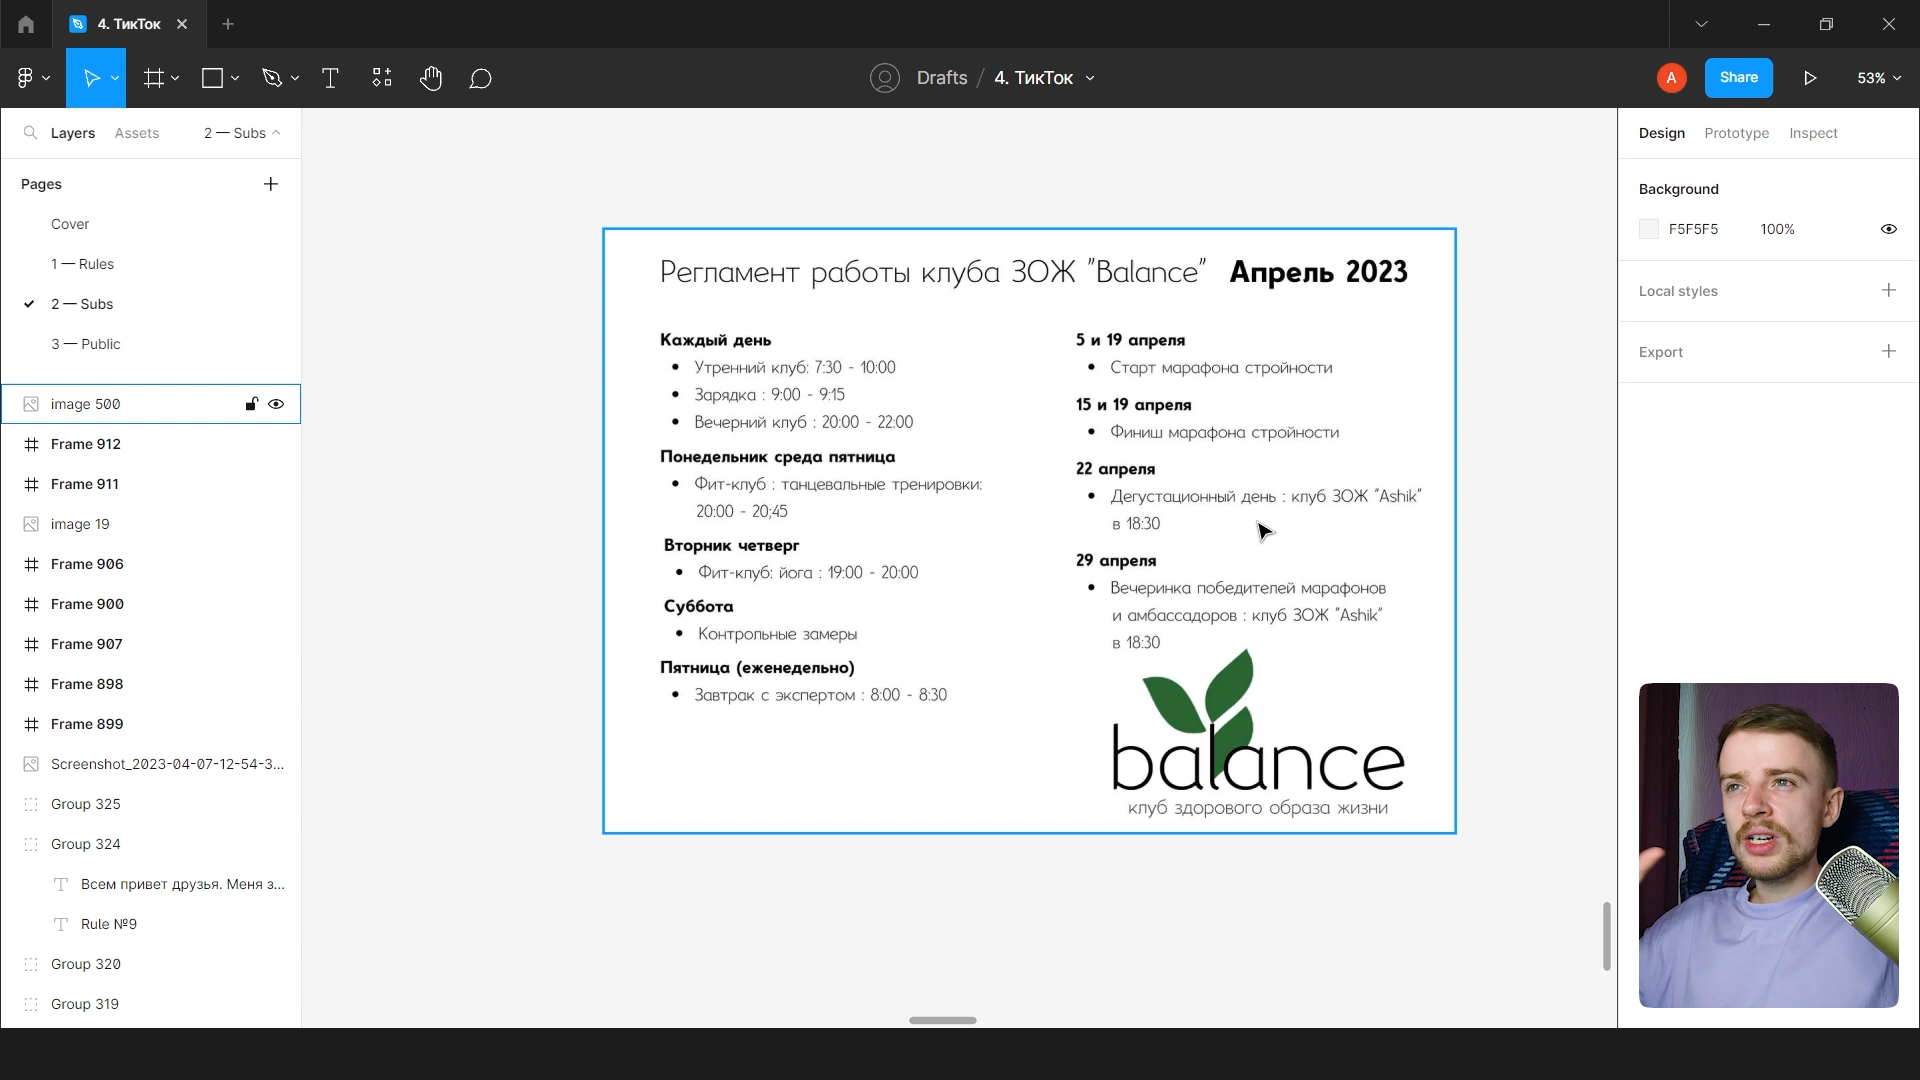 4. ТикТок
Drafts / 4. ТикТок
A
Share
53%
Layers
Assets
2 — Subs
Pages
Cover
1 — Rules
2 — Subs
3 — Public
image 500
Frame 912
Frame 911
image 19
Frame 906
Frame 900
Frame 907
Frame 898
Frame 899
Screenshot_2023-04-07-12-54-3...
Group 325
Group 324
Всем привет друзья. Меня з...
Rule №9
Group 320
Group 319
Регламент работы клуба ЗОЖ "Balance" Апрель 2023
Каждый день
• Утренний клуб: 7:30 - 10:00
• Зарядка : 9:00 - 9:15
• Вечерний клуб : 20:00 - 22:00
Понедельник среда пятница
• Фит-клуб : танцевальные тренировки:
20:00 - 20;45
Вторник четверг
• Фит-клуб: йога : 19:00 - 20:00
Суббота
• Контрольные замеры
Пятница (еженедельно)
• Завтрак с экспертом : 8:00 - 8:30
5 и 19 апреля
• Старт марафона стройности
15 и 19 апреля
• Финиш марафона стройности
22 апреля
• Дегустационный день : клуб ЗОЖ "Ashik"
в 18:30
29 апреля
• Вечеринка победителей марафонов
и амбассадоров : клуб ЗОЖ "Ashik"
в 18:30
balance
клуб здорового образа жизни
Design
Prototype
Inspect
Background
F5F5F5
100%
Local styles
Export